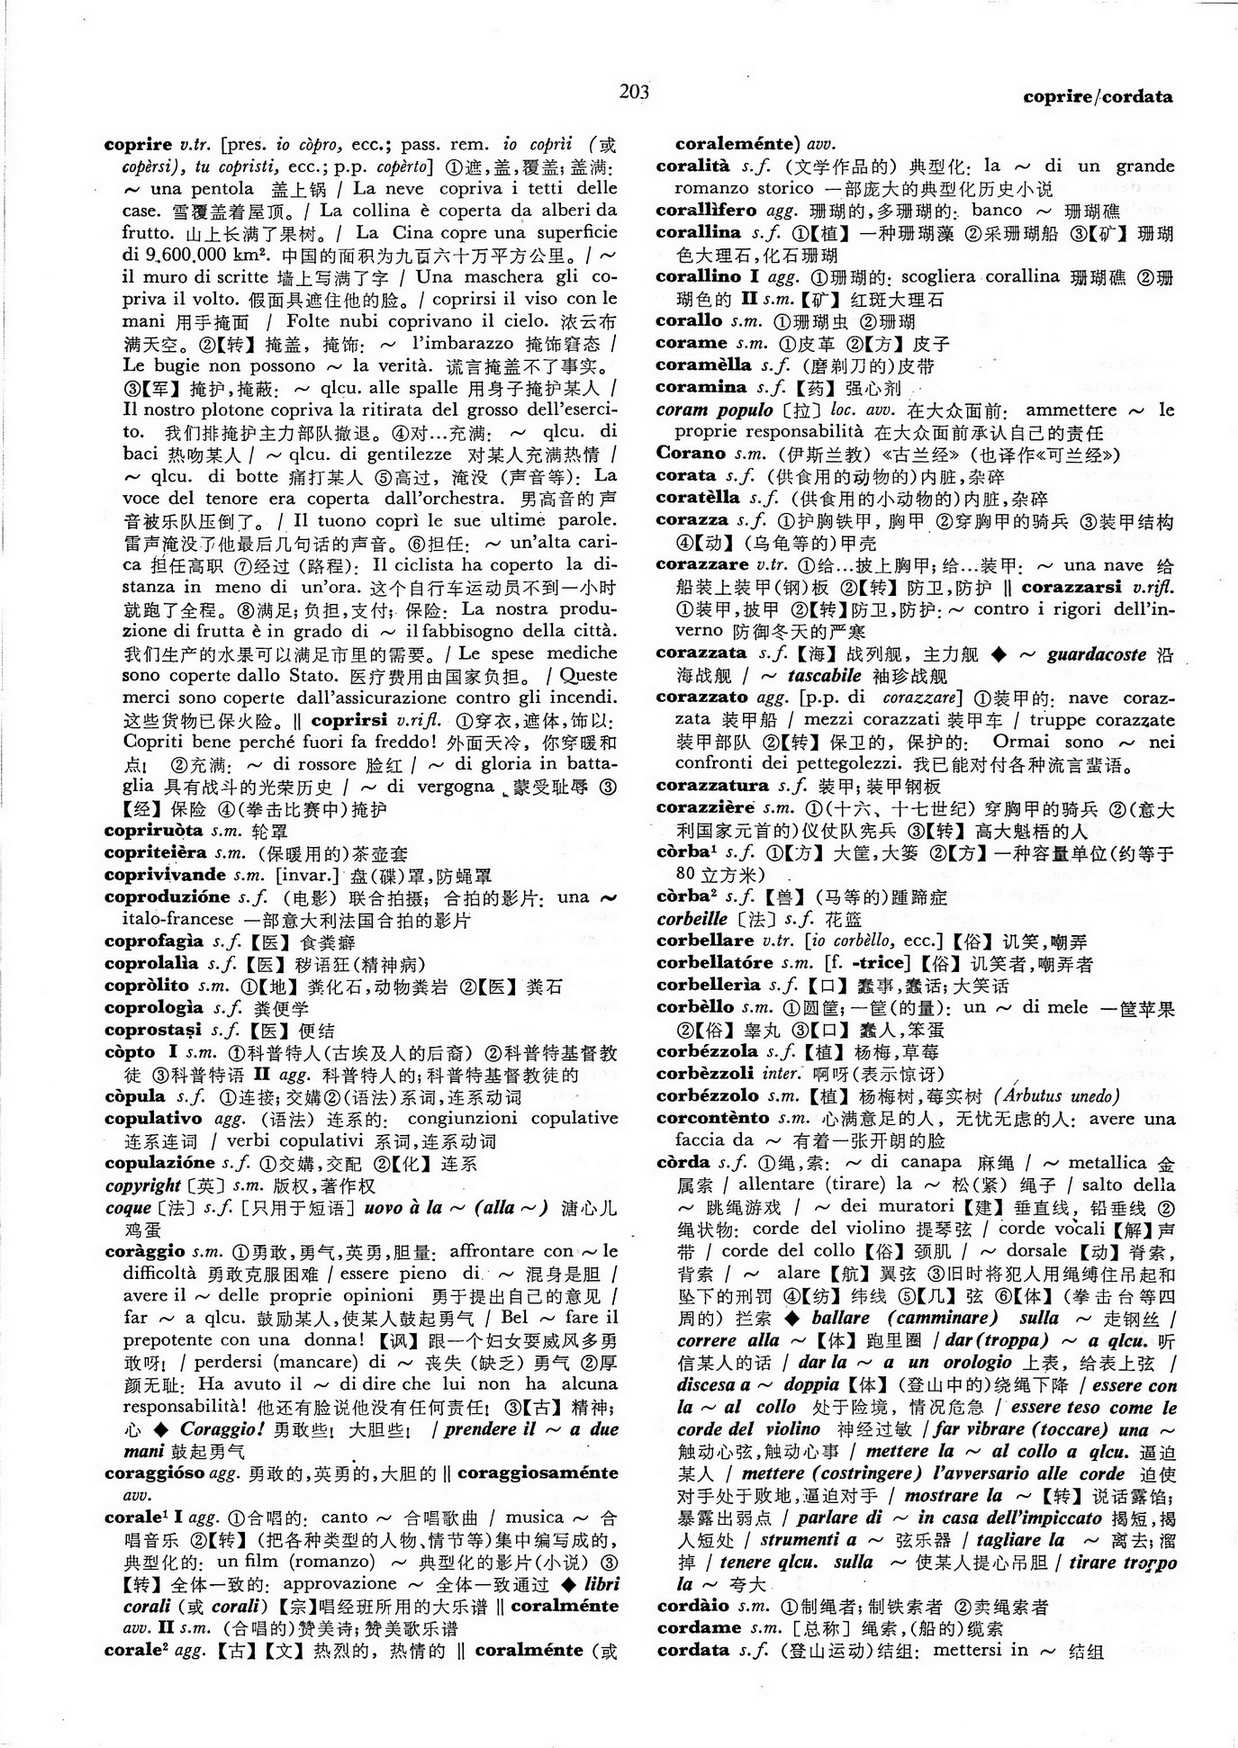 203
coprire/cordata
coprire v.tr. [pres. io còpro, ecc.; pass. rem. io coprìi (或
copèrsi), tu copristi, ecc.; p.p. copèrto] ①遮,盖,覆盖;盖满:
～ una pentola 盖上锅 / La neve copriva i tetti delle
case. 雪覆盖着屋顶。/ La collina è coperta da alberi da
frutto. 山上长满了果树。/ La Cina copre una superficie
di 9.600.000 km². 中国的面积为九百六十万平方公里。/ ～
il muro di scritte 墙上写满了字 / Una maschera gli co-
priva il volto. 假面具遮住他的脸。/ coprirsi il viso con le
mani 用手掩面 / Folte nubi coprivano il cielo. 浓云布
满天空。②【转】掩盖, 掩饰: ～ l'imbarazzo 掩饰窘态 /
Le bugie non possono ～ la verità. 谎言掩盖不了事实。
③【军】掩护,掩蔽: ～ qlcu. alle spalle 用身子掩护某人 /
Il nostro plotone copriva la ritirata del grosso dell'eserci-
to. 我们排掩护主力部队撤退。④对…充满: ～ qlcu. di
baci 热吻某人 / ～ qlcu. di gentilezze 对某人充满热情 /
～ qlcu. di botte 痛打某人 ⑤高过, 淹没 (声音等): La
voce del tenore era coperta dall'orchestra. 男高音的声
音被乐队压倒了。/ Il tuono coprì le sue ultime parole.
雷声淹没了他最后几句话的声音。⑥担任: ～ un'alta cari-
ca 担任高职 ⑦经过 (路程): Il ciclista ha coperto la di-
stanza in meno di un'ora. 这个自行车运动员不到一小时
就跑了全程。⑧满足;负担,支付; 保险: La nostra produ-
zione di frutta è in grado di ～ il fabbisogno della città.
我们生产的水果可以满足市里的需要。/ Le spese mediche
sono coperte dallo Stato. 医疗费用由国家负担。/ Queste
merci sono coperte dall'assicurazione contro gli incendi.
这些货物已保火险。‖ coprirsi v.rifl. ①穿衣,遮体,饰以:
Copriti bene perché fuori fa freddo! 外面天冷, 你穿暖和
点! ②充满: ～ di rossore 脸红 / ～ di gloria in batta-
glia 具有战斗的光荣历史 / ～ di vergogna 蒙受耻辱 ③
【经】保险 ④(拳击比赛中)掩护
copriruòta s.m. 轮罩
copriteièra s.m. (保暖用的)茶壶套
coprivivande s.m. [invar.] 盘(碟)罩,防蝇罩
coproduzióne s.f. (电影) 联合拍摄; 合拍的影片: una ～
italo-francese 一部意大利法国合拍的影片
coprofagìa s.f.【医】食粪癖
coprolalìa s.f.【医】秽语狂(精神病)
copròlito s.m. ①【地】粪化石,动物粪岩 ②【医】粪石
coprologìa s.f. 粪便学
coprostaṣi s.f.【医】便结
còpto I s.m. ①科普特人(古埃及人的后裔) ②科普特基督教
徒 ③科普特语 II agg. 科普特人的;科普特基督教徒的
còpula s.f. ①连接;交媾②(语法)系词,连系动词
copulativo agg. (语法) 连系的: congiunzioni copulative
连系连词 / verbi copulativi 系词,连系动词
copulazióne s.f. ①交媾,交配 ②【化】连系
copyright〔英〕s.m. 版权,著作权
coque〔法〕s.f. [只用于短语] uovo à la ～ (alla ～) 溏心儿
鸡蛋
coràggio s.m. ①勇敢,勇气,英勇,胆量: affrontare con ～ le
difficoltà 勇敢克服困难 / essere pieno di ～ 混身是胆 /
avere il ～ delle proprie opinioni 勇于提出自己的意见 /
far ～ a qlcu. 鼓励某人,使某人鼓起勇气 / Bel ～ fare il
prepotente con una donna!【讽】跟一个妇女耍威风多勇
敢呀! / perdersi (mancare) di ～ 丧失 (缺乏) 勇气 ②厚
颜无耻: Ha avuto il ～ di dire che lui non ha alcuna
responsabilità! 他还有脸说他没有任何责任! ③【古】精神;
心 ◆ Coraggio! 勇敢些! 大胆些! / prendere il ～ a due
mani 鼓起勇气
coraggióso agg. 勇敢的,英勇的,大胆的 ‖ coraggiosaménte
avv.
corale¹ I agg. ①合唱的: canto ～ 合唱歌曲 / musica ～ 合
唱音乐 ②【转】(把各种类型的人物、情节等)集中编写成的,
典型化的: un film (romanzo) ～ 典型化的影片(小说) ③
【转】全体一致的: approvazione ～ 全体一致通过 ◆ libri
corali (或 corali)【宗】唱经班所用的大乐谱 ‖ coralménte
avv. II s.m. (合唱的)赞美诗;赞美歌乐谱
corale² agg.【古】【文】热烈的, 热情的 ‖ coralménte (或
coraleménte) avv.
coralità s.f. (文学作品的) 典型化: la ～ di un grande
romanzo storico 一部庞大的典型化历史小说
corallìfero agg. 珊瑚的,多珊瑚的: banco ～ 珊瑚礁
corallina s.f. ①【植】一种珊瑚藻 ②采珊瑚船 ③【矿】珊瑚
色大理石,化石珊瑚
corallino I agg. ①珊瑚的: scogliera corallina 珊瑚礁 ②珊
瑚色的 II s.m.【矿】红斑大理石
corallo s.m. ①珊瑚虫 ②珊瑚
corame s.m. ①皮革 ②【方】皮子
coramèlla s.f. (磨剃刀的)皮带
coramina s.f.【药】强心剂
coram populo〔拉〕loc. avv. 在大众面前: ammettere ～ le
proprie responsabilità 在大众面前承认自己的责任
Corano s.m. (伊斯兰教)《古兰经》(也译作《可兰经》)
corata s.f. (供食用的动物的)内脏,杂碎
coratèlla s.f. (供食用的小动物的)内脏,杂碎
corazza s.f. ①护胸铁甲, 胸甲 ②穿胸甲的骑兵 ③装甲结构
④【动】(乌龟等的)甲壳
corazzare v.tr. ①给…披上胸甲;给…装甲: ～ una nave 给
船装上装甲(钢)板 ②【转】防卫,防护 ‖ corazzarsi v.rifl.
①装甲,披甲 ②【转】防卫,防护: ～ contro i rigori dell'in-
verno 防御冬天的严寒
corazzata s.f.【海】战列舰, 主力舰 ◆ ～ guardacoste 沿
海战舰 / ～ tascabile 袖珍战舰
corazzato agg. [p.p. di corazzare] ①装甲的: nave coraz-
zata 装甲船 / mezzi corazzati 装甲车 / truppe corazzate
装甲部队 ②【转】保卫的, 保护的: Ormai sono ～ nei
confronti dei pettegolezzi. 我已能对付各种流言蜚语。
corazzatura s.f. 装甲;装甲钢板
corazzière s.m. ①(十六、十七世纪) 穿胸甲的骑兵 ②(意大
利国家元首的)仪仗队宪兵 ③【转】高大魁梧的人
còrba¹ s.f. ①【方】大筐,大篓 ②【方】一种容量单位(约等于
80 立方米)
còrba² s.f.【兽】(马等的)踵蹄症
corbeille〔法〕s.f. 花篮
corbellare v.tr. [io corbèllo, ecc.]【俗】讥笑,嘲弄
corbellatóre s.m. [f. -trice]【俗】讥笑者,嘲弄者
corbellerìa s.f.【口】蠢事,蠢话;大笑话
corbèllo s.m. ①圆筐;一筐(的量): un ～ di mele 一筐苹果
②【俗】睾丸 ③【口】蠢人,笨蛋
corbézzola s.f.【植】杨梅,草莓
corbèzzoli inter. 啊呀(表示惊讶)
corbézzolo s.m.【植】杨梅树,莓实树 (Arbutus unedo)
corcontènto s.m. 心满意足的人, 无忧无虑的人: avere una
faccia da ～ 有着一张开朗的脸
còrda s.f. ①绳,索: ～ di canapa 麻绳 / ～ metallica 金
属索 / allentare (tirare) la ～ 松(紧) 绳子 / salto della
～ 跳绳游戏 / ～ dei muratori【建】垂直线, 铅垂线 ②
绳状物: corde del violino 提琴弦 / corde vocali【解】声
带 / corde del collo【俗】颈肌 / ～ dorsale【动】脊索,
背索 / ～ alare【航】翼弦 ③旧时将犯人用绳缚住吊起和
坠下的刑罚 ④【纺】纬线 ⑤【几】弦 ⑥【体】(拳击台等四
周的) 拦索 ◆ ballare (camminare) sulla ～ 走钢丝 /
correre alla ～【体】跑里圈 / dar (troppa) ～ a qlcu. 听
信某人的话 / dar la ～ a un orologio 上表, 给表上弦 /
discesa a ～ doppia【体】(登山中的)绕绳下降 / essere con
la ～ al collo 处于险境, 情况危急 / essere teso come le
corde del violino 神经过敏 / far vibrare (toccare) una ～
触动心弦,触动心事 / mettere la ～ al collo a qlcu. 逼迫
某人 / mettere (costringere) l'avversario alle corde 迫使
对手处于败地,逼迫对手 / mostrare la ～【转】说话露馅;
暴露出弱点 / parlare di ～ in casa dell'impiccato 揭短,揭
人短处 / strumenti a ～ 弦乐器 / tagliare la ～ 离去;溜
掉 / tenere qlcu. sulla ～ 使某人提心吊胆 / tirare troppo
la ～ 夸大
cordàio s.m. ①制绳者;制铁索者 ②卖绳索者
cordame s.m. [总称] 绳索,(船的)缆索
cordata s.f. (登山运动)结组: mettersi in ～ 结组